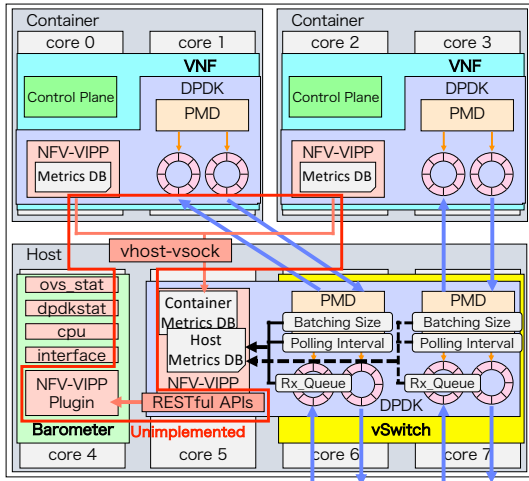 Container
core 0
core 1
VNF
Control Plane
DPDK
PMD
NFV-VIPP
Metrics DB
Container
core 2
core 3
VNF
Control Plane
DPDK
PMD
NFV-VIPP
Metrics DB
vhost-vsock
Host
ovs_stat
dpdkstat
cpu
interface
NFV-VIPP
Plugin
Barometer
core 4
Container
Metrics DB
Host
Metrics DB
NFV-VIPP
RESTful APIs
Unimplemented
core 5
PMD
Batching Size
Polling Interval
Rx_Queue
PMD
Batching Size
Polling Interval
Rx_Queue
DPDK
vSwitch
core 6
core 7